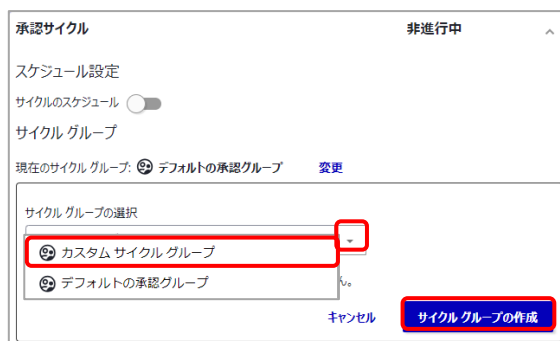 承認サイクル 非進行中
スケジュール設定
サイクルのスケジュール
サイクル グループ
現在のサイクル グループ: デフォルトの承認グループ 変更
サイクル グループの選択
カスタム サイクル グループ
デフォルトの承認グループ
ん。
キャンセル サイクル グループの作成